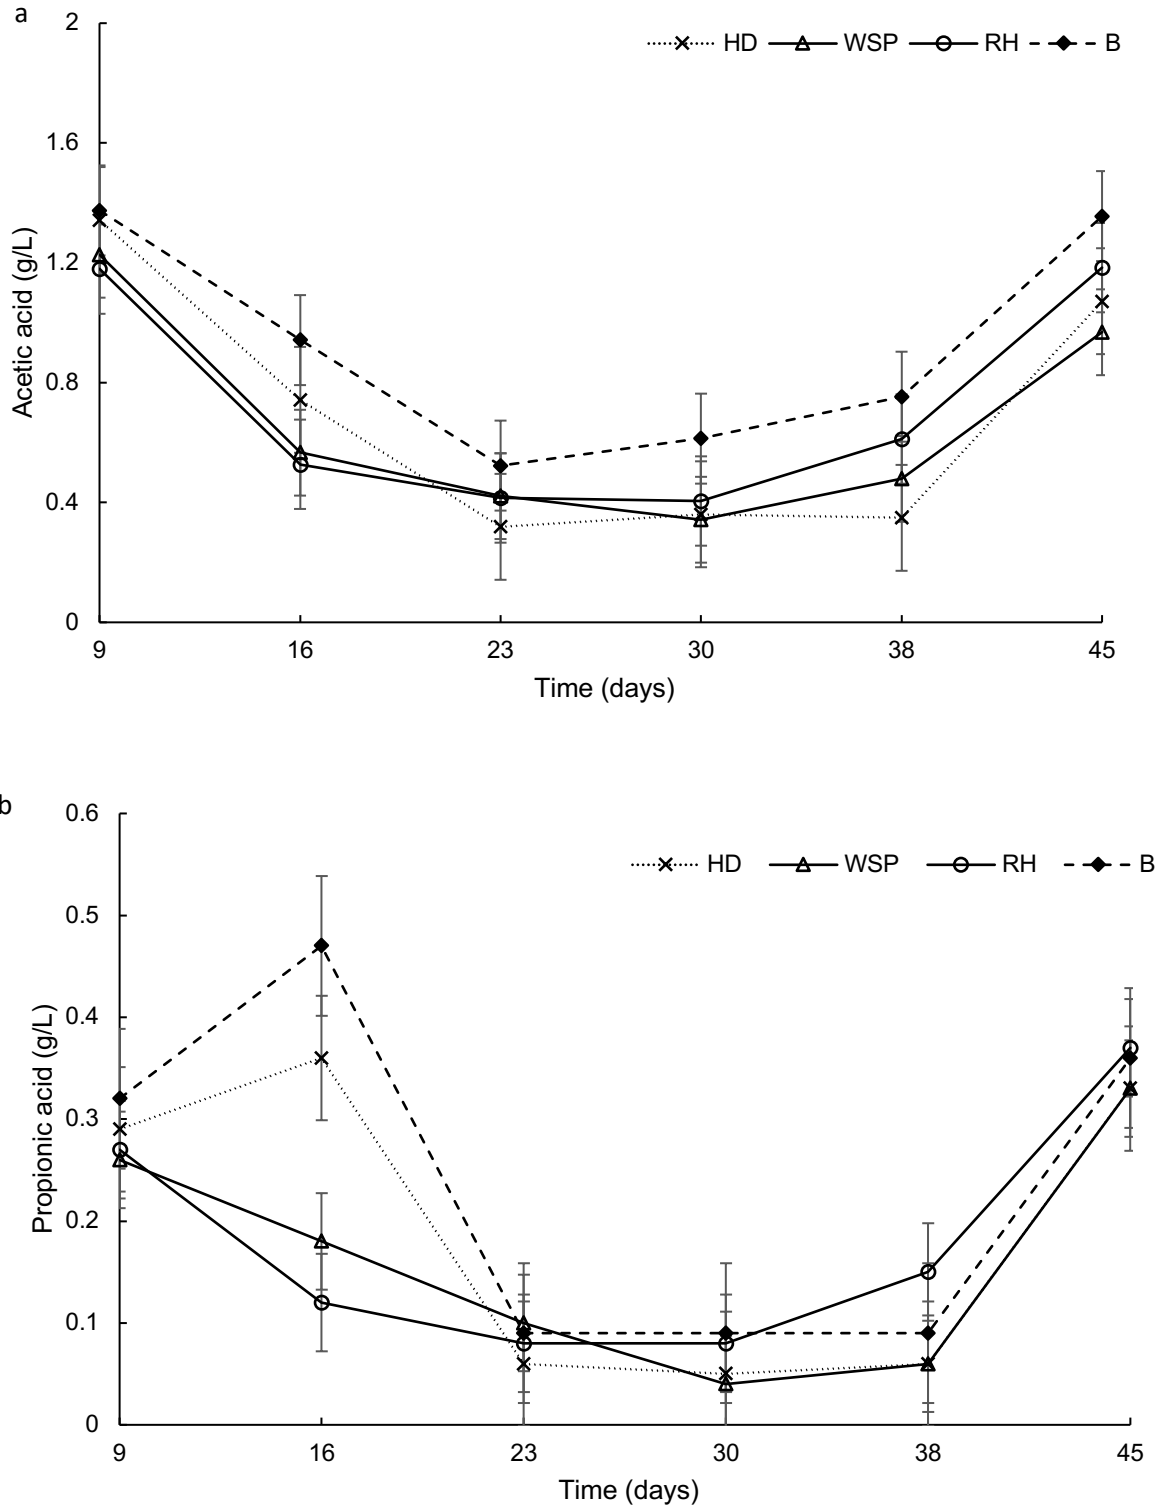 a
2
HD WSP RH B
1.6
1.2
0.8
0.4
0
Acetic acid (g/L)
9 16 23 30 38 45
Time (days)
b
0.6
HD WSP RH B
0.5
0.4
0.3
0.2
0.1
0
Propionic acid (g/L)
9 16 23 30 38 45
Time (days)